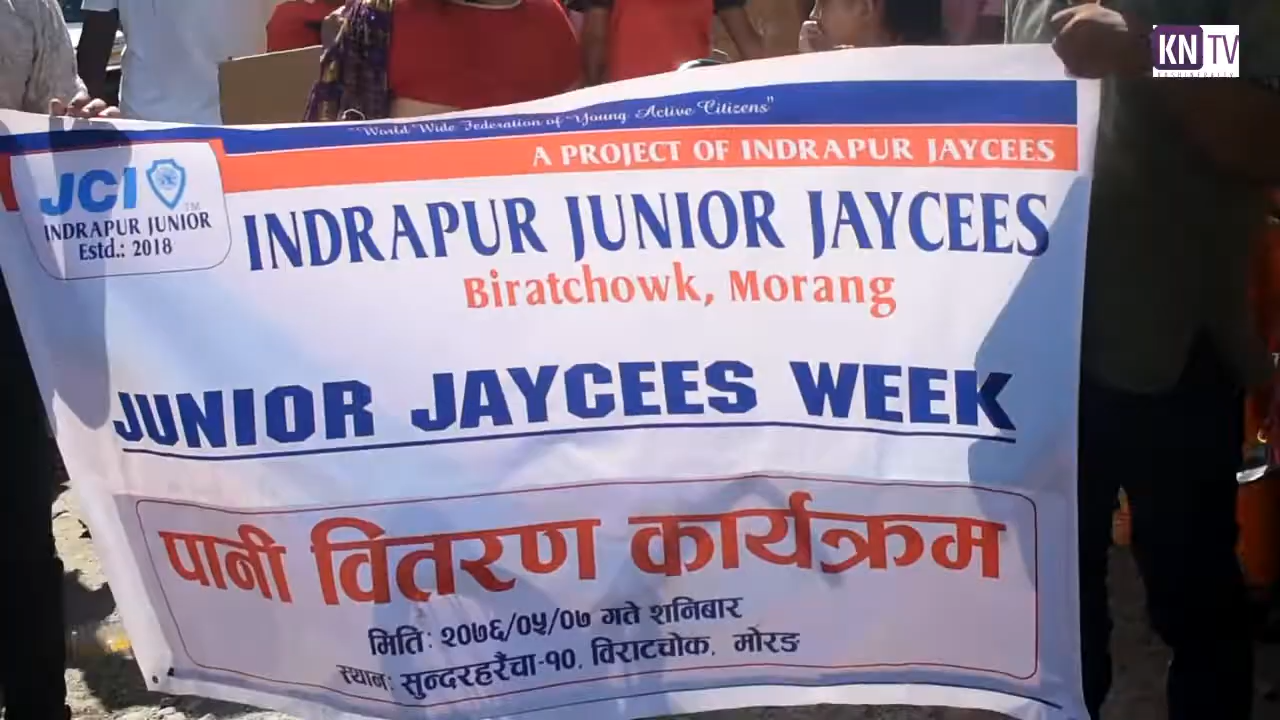 KN TV
"World Wide Federation of Young Active Citizens"
A PROJECT OF INDRAPUR JAYCEES
JCI
TM
INDRAPUR JUNIOR
Estd.: 2018
INDRAPUR JUNIOR JAYCEES
Biratchowk, Morang
JUNIOR JAYCEES WEEK
पानी वितरण कार्यक्रम
मिति: २०७६/०५/०७ गते शनिबार
स्थान: सुन्दरहरैंचा-१०, विराटचोक, मोरङ